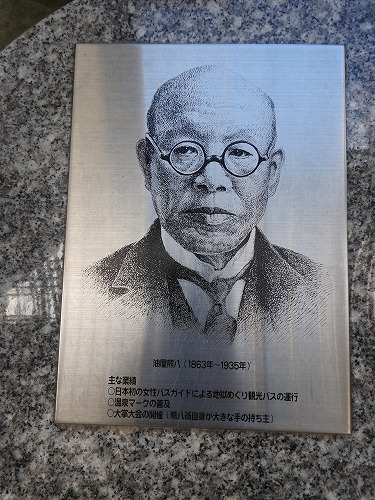 油屋熊八（1863年～1935年）
主な業績
○日本初の女性バスガイドによる地獄めぐり観光バスの運行
○温泉マークの普及
○大掌大会の開催（熊八翁自身が大きな手の持ち主）